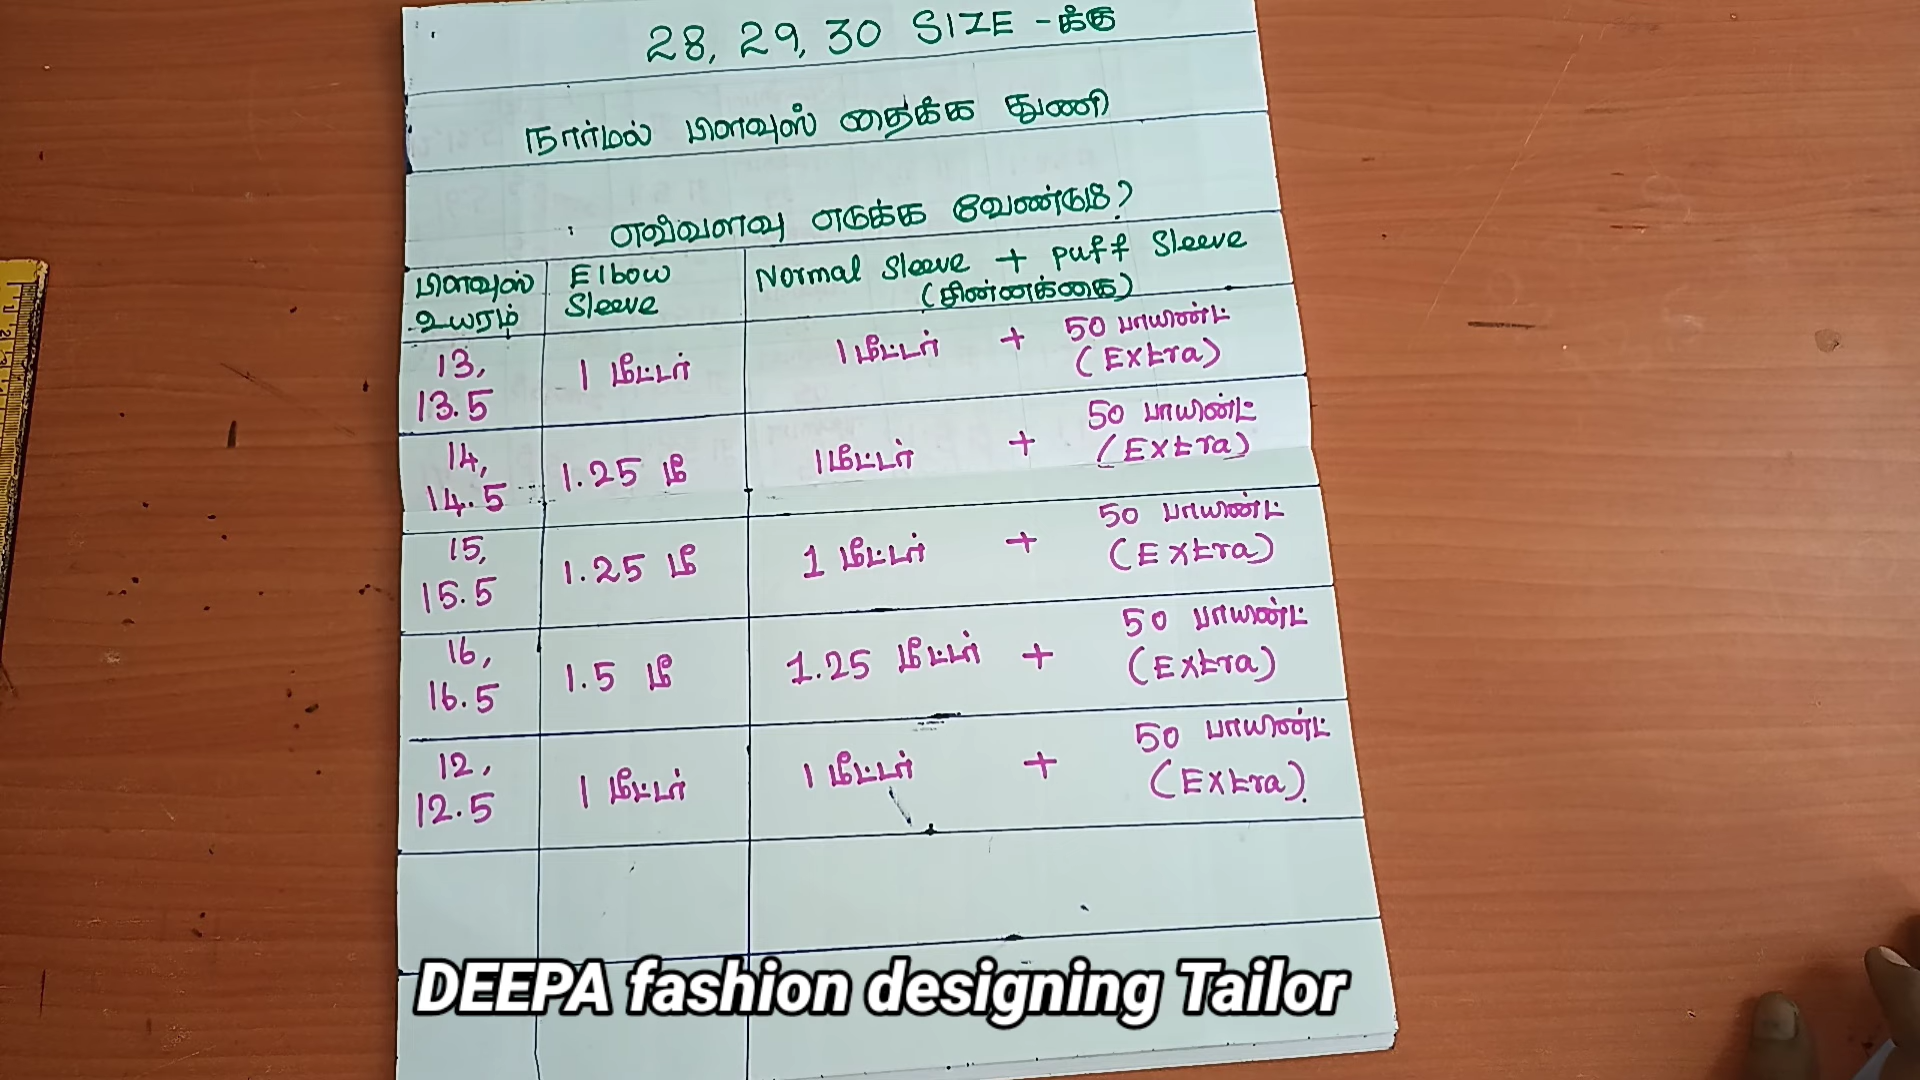 28, 29, 30 SIZE -க்கு
நார்மல் பிளவுஸ் தைக்க துணி
எவ்வளவு எடுக்க வேண்டும்?
பிளவுஸ் உயரம் Elbow Sleeve Normal Sleeve + puff Sleeve (சின்னக்கை)
13, 13.5 1 மீட்டர் 1 மீட்டர் + 50 பாயிண்ட் (Extra)
14, 14.5 1.25 மீ 1 மீட்டர் + 50 பாயிண்ட் (Extra)
15, 15.5 1.25 மீ 1 மீட்டர் + 50 பாயிண்ட் (Extra)
16, 16.5 1.5 மீ 1.25 மீட்டர் + 50 பாயிண்ட் (Extra)
12, 12.5 1 மீட்டர் 1 மீட்டர் + 50 பாயிண்ட் (Extra).
DEEPA fashion designing Tailor